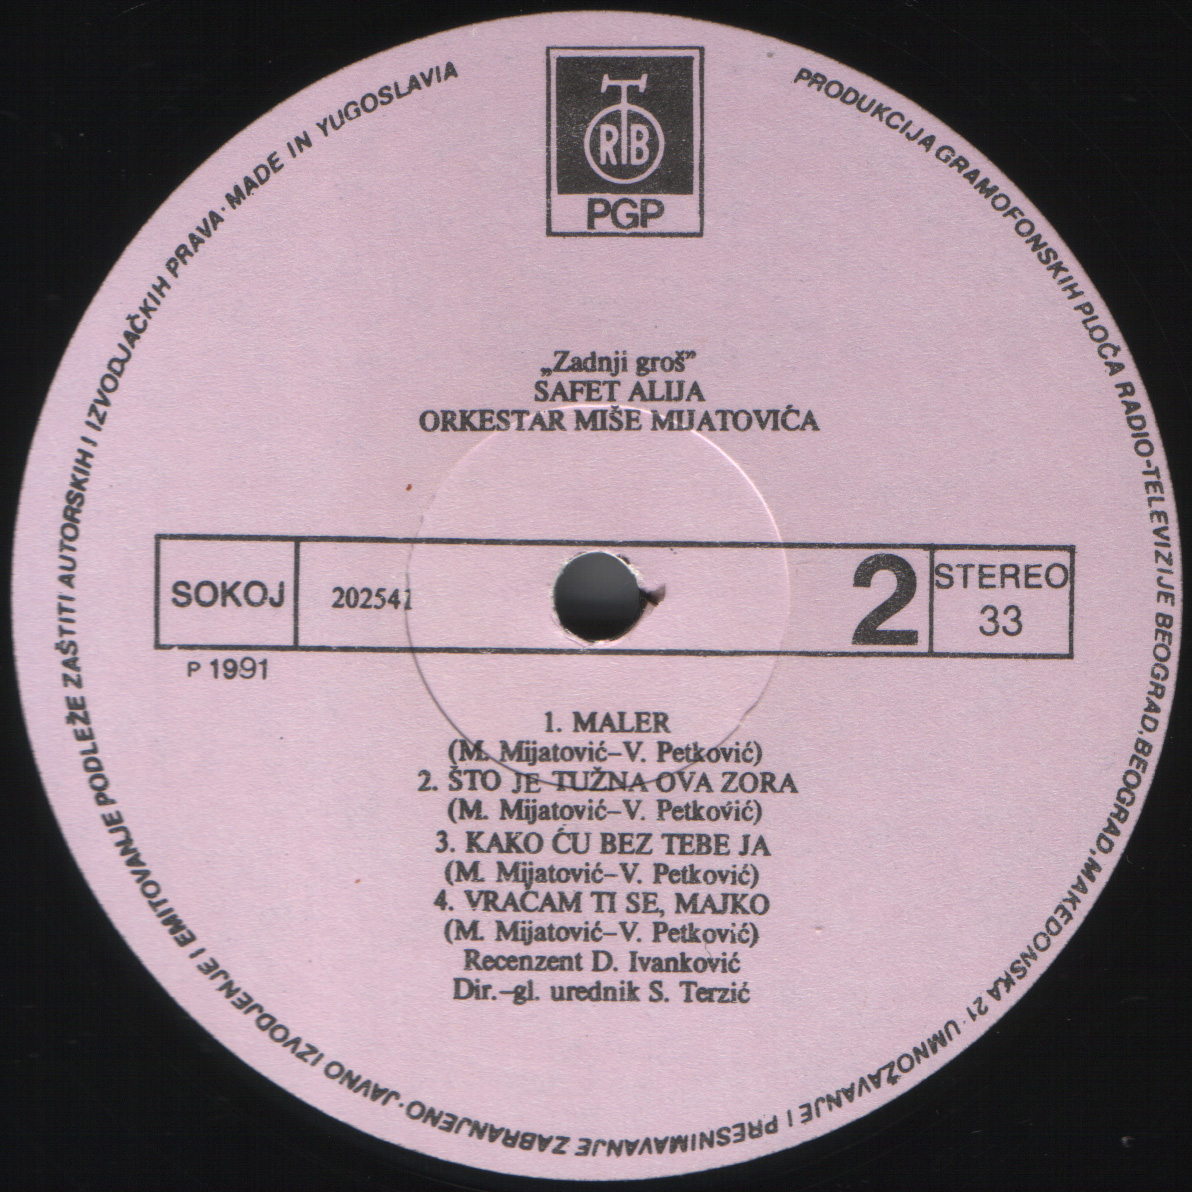 RTB
PGP
„Zadnji groš”
SAFET ALIJA
ORKESTAR MIŠE MIJATOVIĆA
SOKOJ
202541
2
STEREO
33
P 1991
1. MALER
(M. Mijatović–V. Petković)
2. ŠTO JE TUŽNA OVA ZORA
(M. Mijatović–V. Petković)
3. KAKO ĆU BEZ TEBE JA
(M. Mijatović–V. Petković)
4. VRAĆAM TI SE, MAJKO
(M. Mijatović–V. Petković)
Recenzent D. Ivanković
Dir.–gl. urednik S. Terzić
PRODUKCIJA GRAMOFONSKIH PLOČA RADIO-TELEVIZIJE BEOGRAD, BEOGRAD, MAKEDONSKA 21 · UMNOŽAVANJE I PRESNIMAVANJE ZABRANJENO · JAVNO IZVODJENJE I EMITOVANJE PODLEŽE ZAŠTITI AUTORSKIH I IZVODJAČKIH PRAVA · MADE IN YUGOSLAVIA